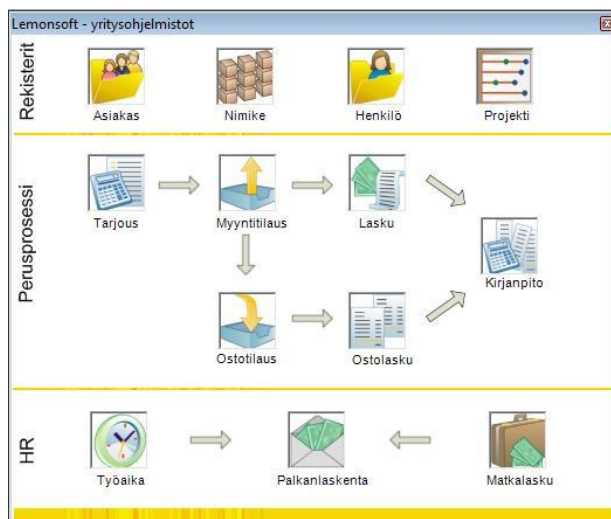 Lemonsoft - yritysohjelmistot
Rekisterit
Asiakas
Nimike
Henkilö
Projekti
Perusprosessi
Tarjous
Myyntitilaus
Lasku
Kirjanpito
Ostotilaus
Ostolasku
HR
Työaika
Palkanlaskenta
Matkalasku